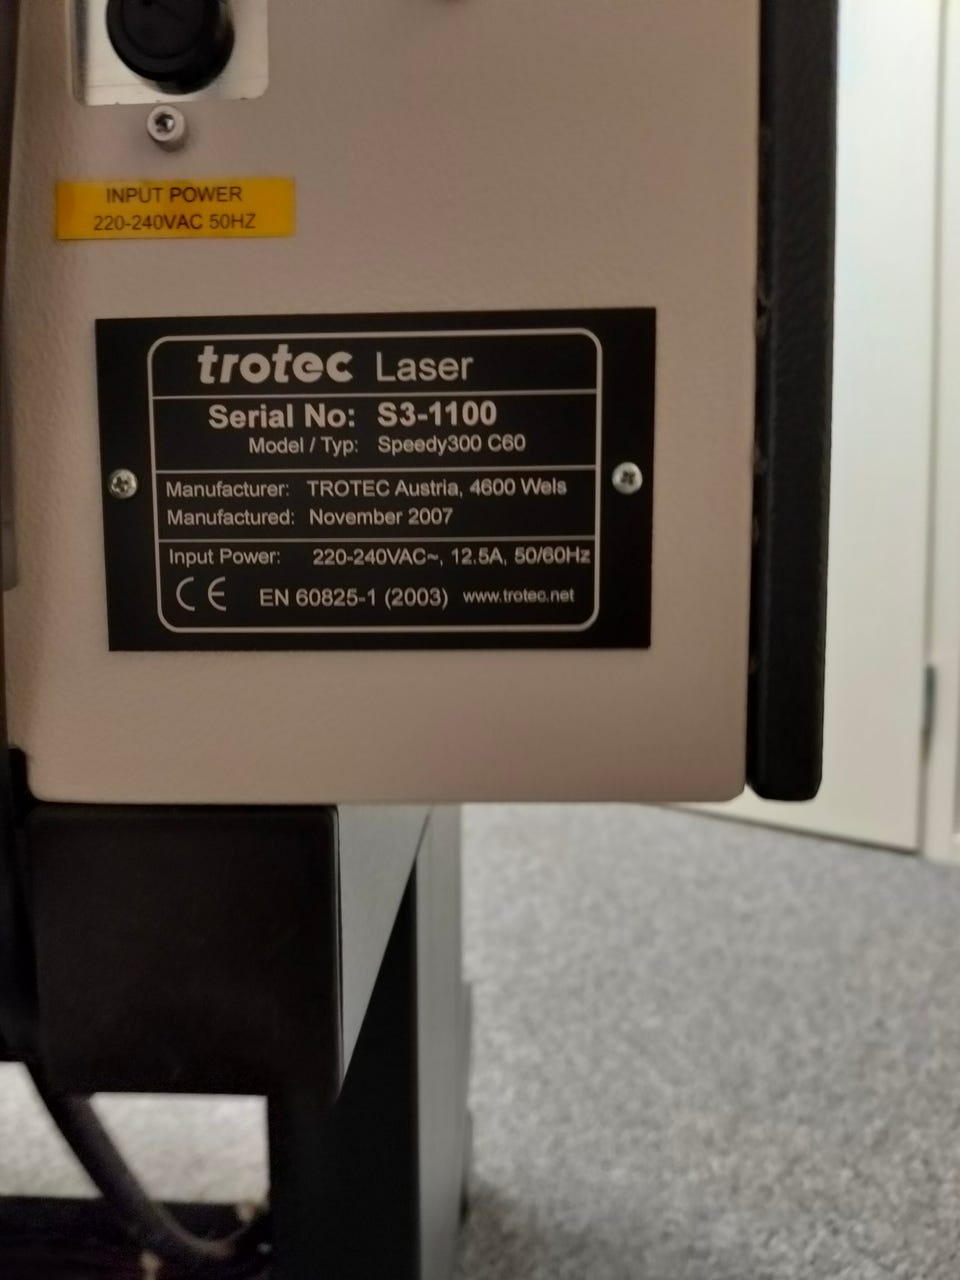 INPUT POWER
220-240VAC 50HZ
trotec Laser
Serial No: S3-1100
Model / Typ: Speedy300 C60
Manufacturer: TROTEC Austria, 4600 Wels
Manufactured: November 2007
Input Power: 220-240VAC~, 12.5A, 50/60Hz
CE EN 60825-1 (2003) www.trotec.net